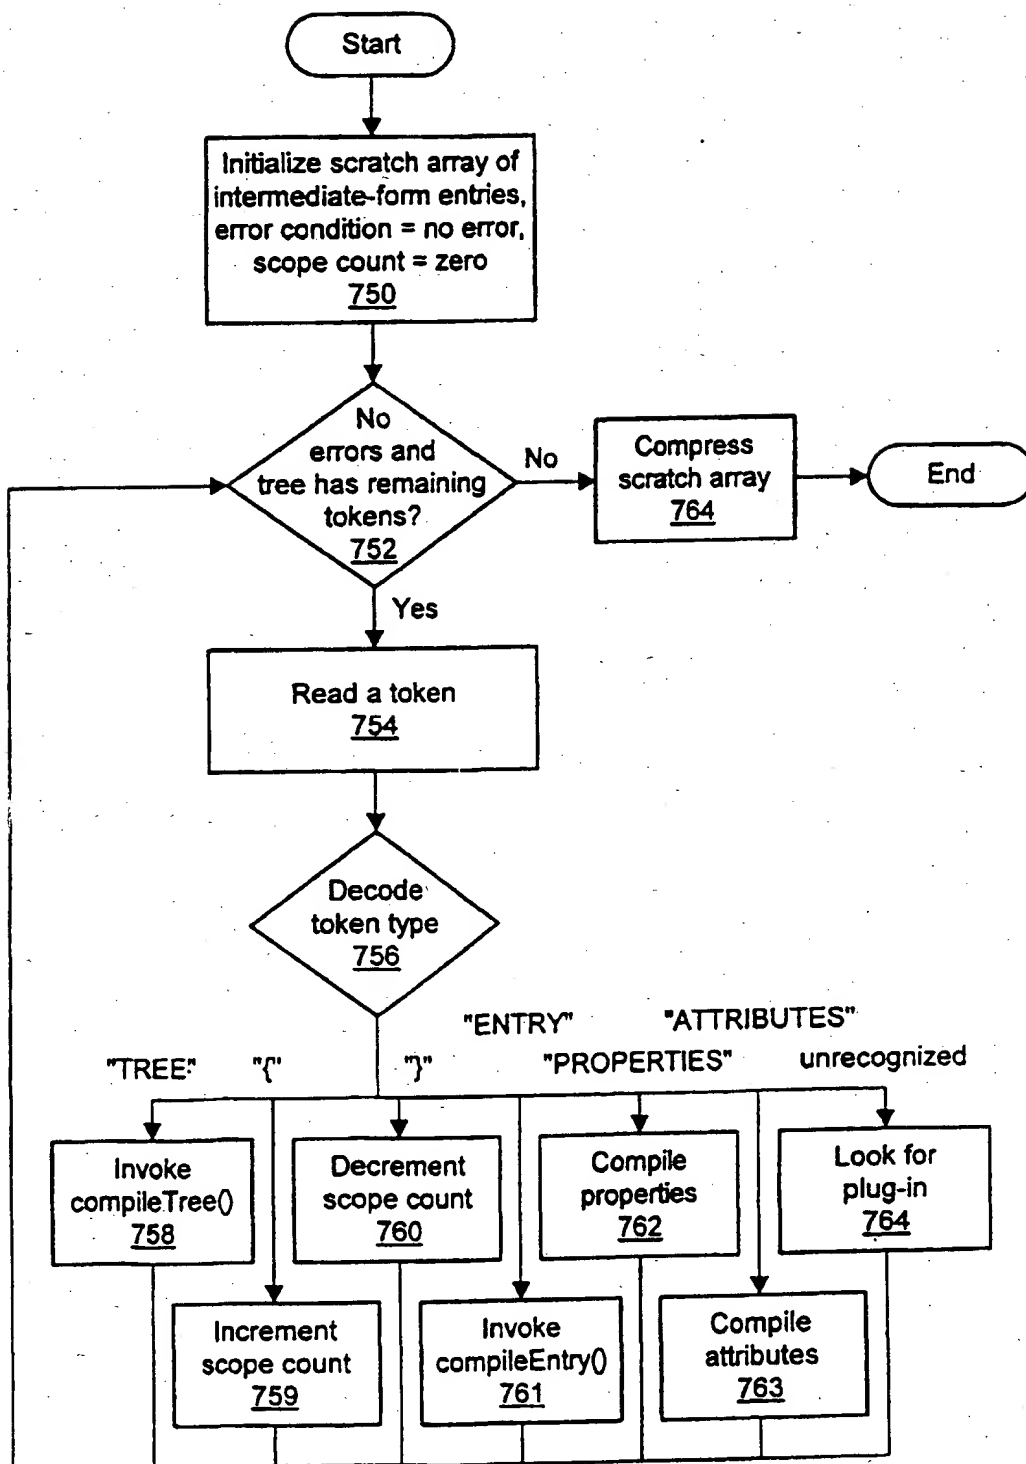 Start
Initialize scratch array of
intermediate-form entries,
error condition = no error,
scope count = zero
750
No
errors and
tree has remaining
tokens?
752
No
Compress
scratch array
764
End
Yes
Read a token
754
Decode
token type
756
"ENTRY"
"ATTRIBUTES"
"TREE"
"{"
"}"
"PROPERTIES"
unrecognized
Invoke
compileTree()
758
Decrement
scope count
760
Compile
properties
762
Look for
plug-in
764
Increment
scope count
759
Invoke
compileEntry()
761
Compile
attributes
763